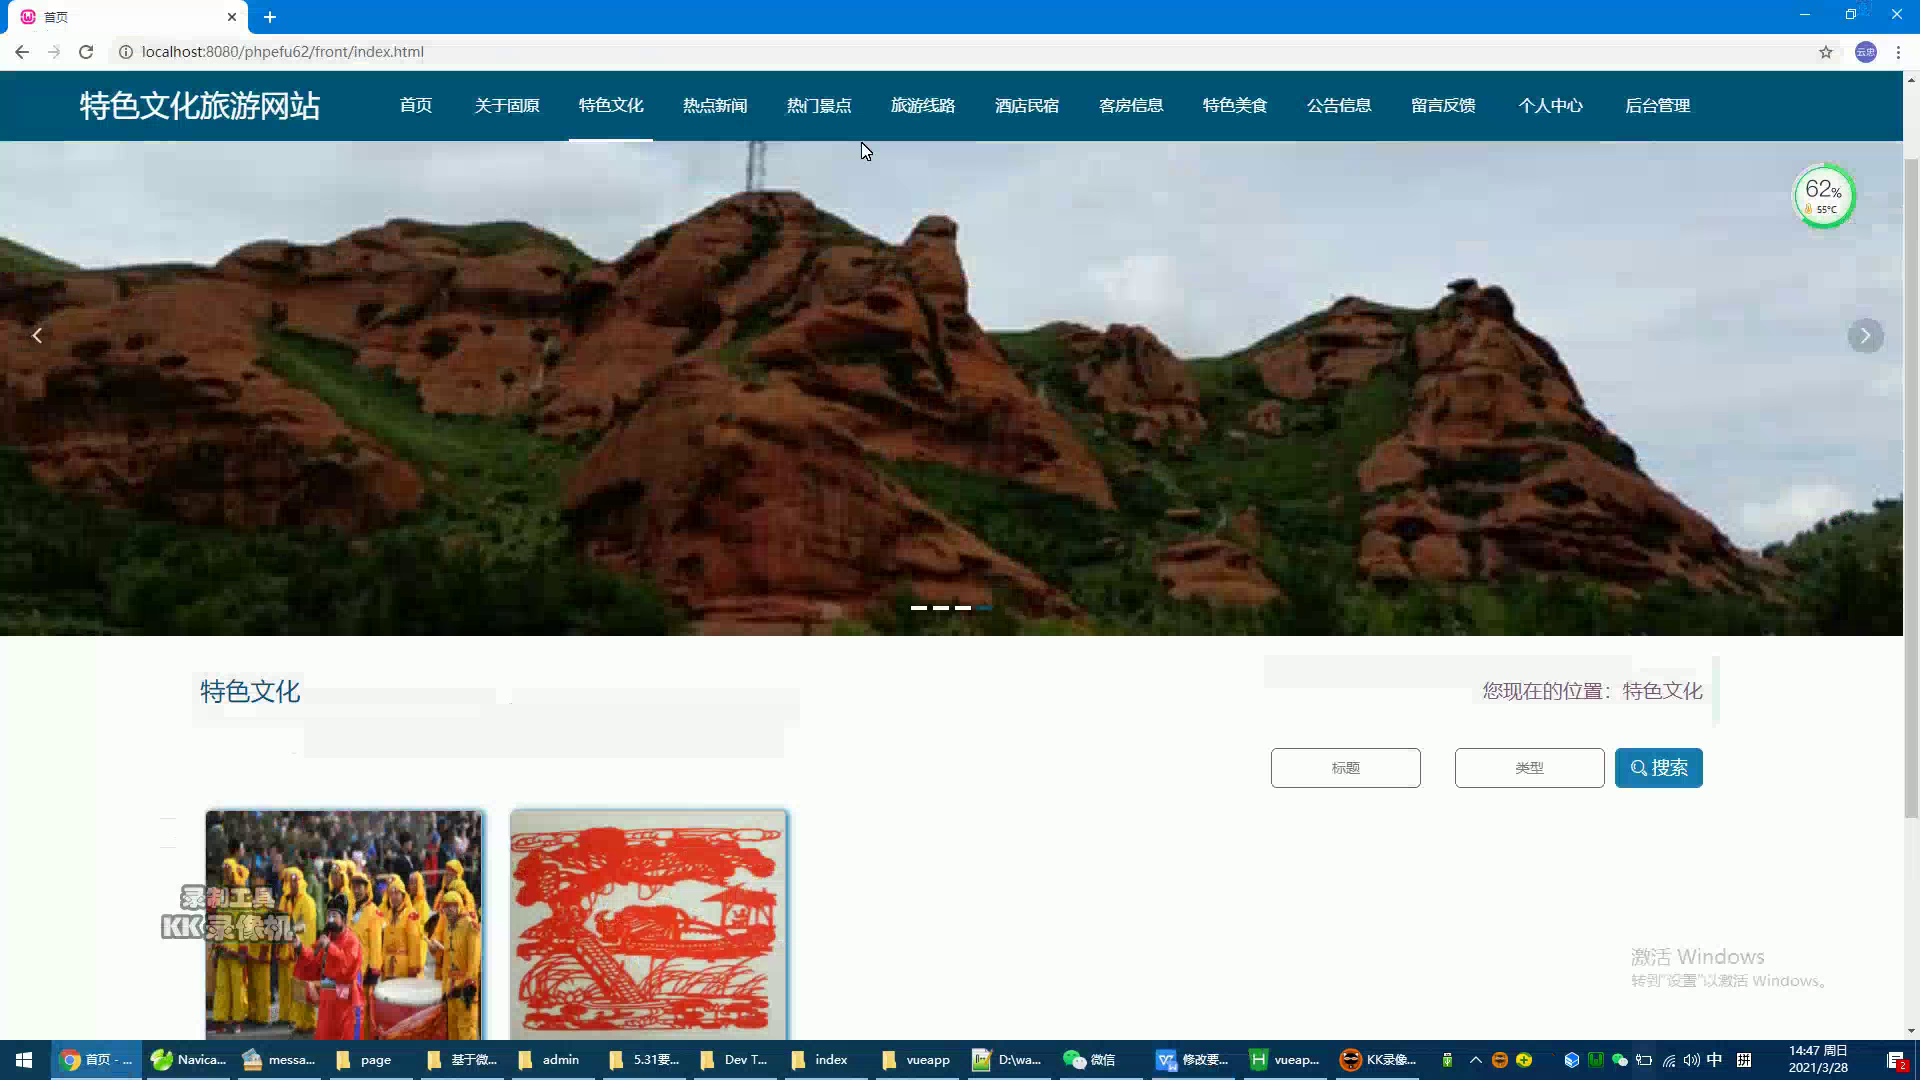 首页
localhost:8080/phpefu62/front/index.html
云忠
特色文化旅游网站
首页 关于固原 特色文化 热点新闻 热门景点 旅游线路 酒店民宿 客房信息 特色美食 公告信息 留言反馈 个人中心 后台管理
62%
55℃
特色文化
您现在的位置：特色文化
标题 类型 搜索
录制工具
KK录像机
激活 Windows
转到"设置"以激活 Windows。
首页 - ... Navica... messa... page 基于微... admin 5.31要... Dev T... index vueapp D:\wa... 微信 修改要... vueap... KK录像... 中 拼
14:47 周日
2021/3/28
2